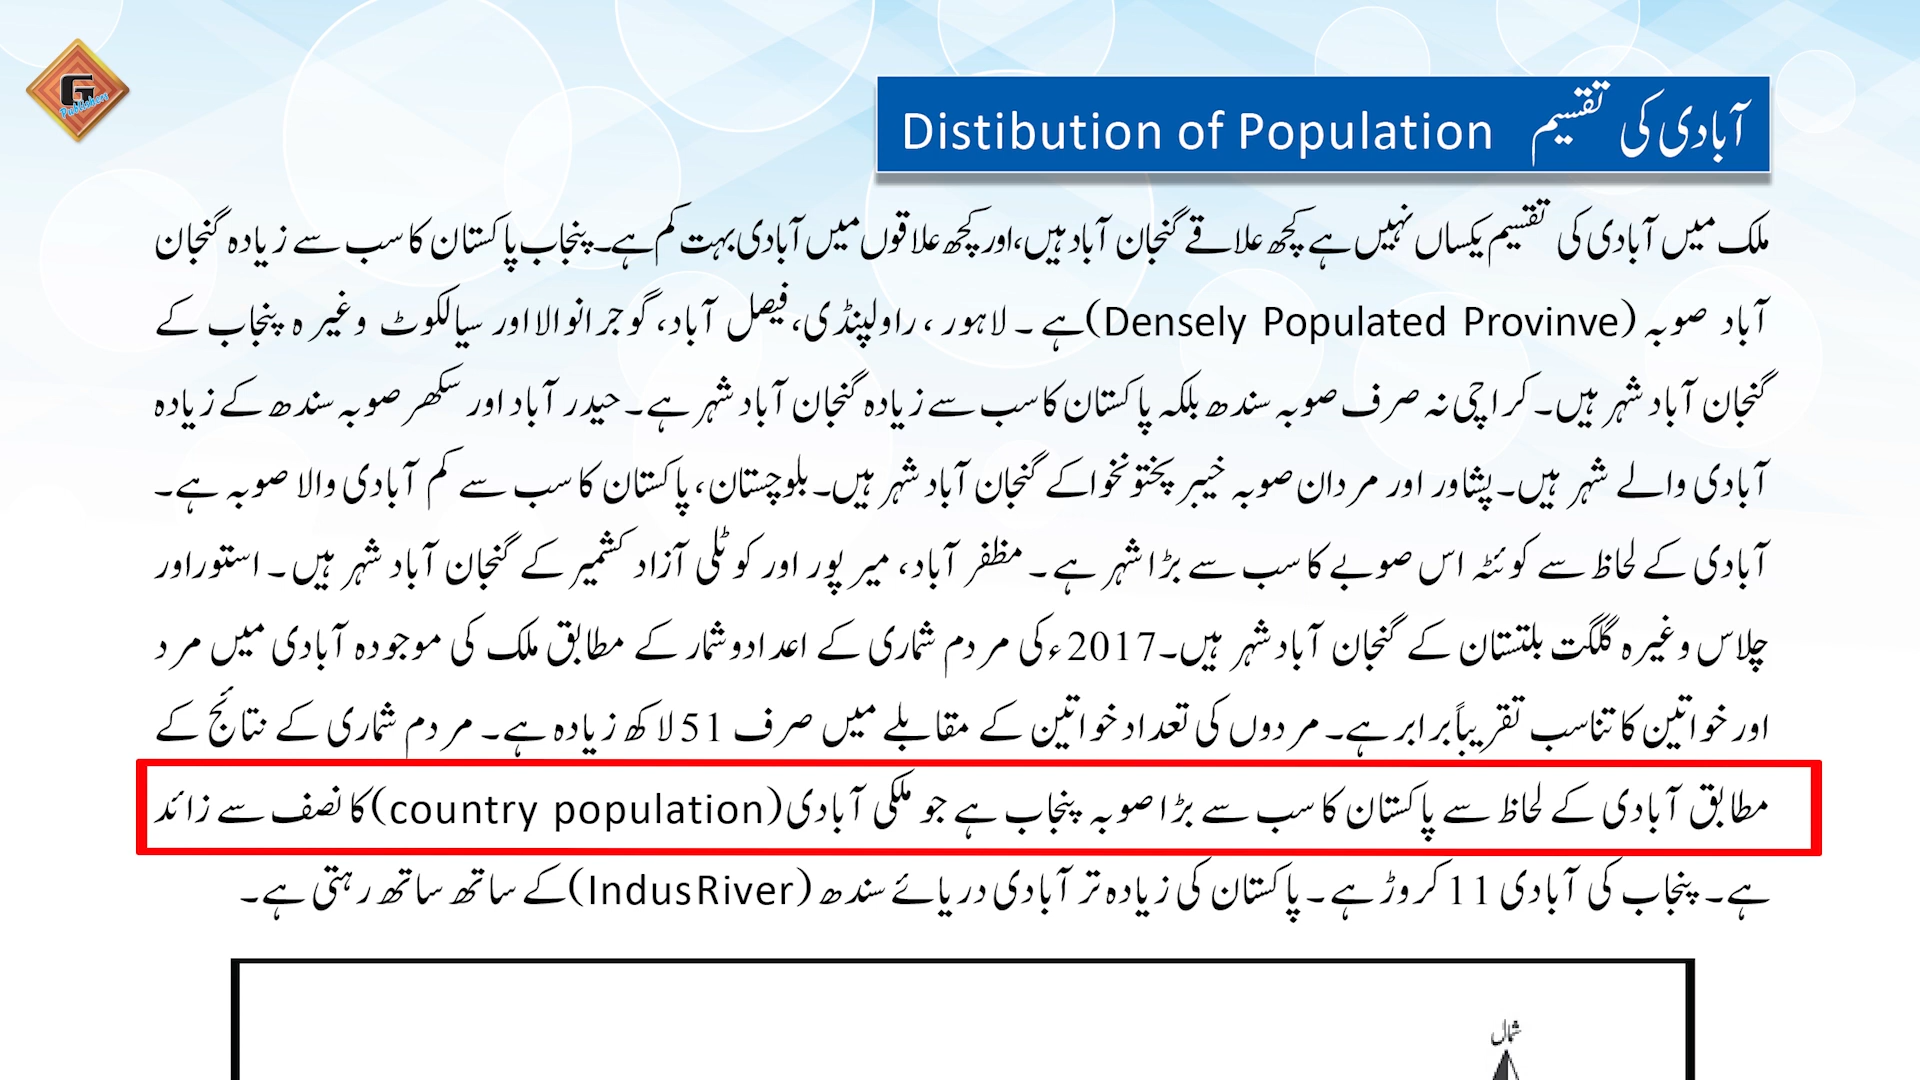 G
Publishers
آبادی کی تقسیم Distibution of Population
ملک میں آبادی کی تقسیم یکساں نہیں ہے کچھ علاقے گنجان آباد ہیں،اور کچھ علاقوں میں آبادی بہت کم ہے۔پنجاب پاکستان کا سب سے زیادہ گنجان
آباد صوبہ (Densely Populated Provinve)ہے ۔ لاہور ، راولپنڈی،فیصل آباد، گوجرانوالا اور سیالکوٹ وغیر ہ پنجاب کے
گنجان آباد شہر ہیں۔ کراچی نہ صرف صوبہ سندھ بلکہ پاکستان کا سب سے زیادہ گنجان آباد شہر ہے۔ حیدر آباد اور سکھر صوبہ سندھ کے زیادہ
آبادی والے شہر ہیں۔پشاور اور مردان صوبہ خیبر پختونخوا کے گنجان آباد شہر ہیں۔ بلوچستان، پاکستان کا سب سے کم آبادی والا صوبہ ہے۔
آبادی کے لحاظ سے کوئٹہ اس صوبے کا سب سے بڑا شہر ہے ۔ مظفر آباد، میر پور اور کوٹلی آزاد کشمیر کے گنجان آباد شہر ہیں ۔ استور اور
چلاس وغیرہ گلگت بلتستان کے گنجان آباد شہر ہیں۔2017ء کی مردم شماری کے اعداد و شمار کے مطابق ملک کی موجودہ آبادی میں مرد
اور خواتین کا تناسب تقریباً برابر ہے۔ مردوں کی تعداد خواتین کے مقابلے میں صرف 51 لاکھ زیادہ ہے۔ مردم شماری کے نتائج کے
مطابق آبادی کے لحاظ سے پاکستان کا سب سے بڑا صوبہ پنجاب ہے جو ملکی آبادی(country population)کا نصف سے زائد
ہے۔ پنجاب کی آبادی 11 کروڑ ہے۔ پاکستان کی زیادہ تر آبادی دریائے سندھ (Indus River)کے ساتھ ساتھ رہتی ہے۔
شمال